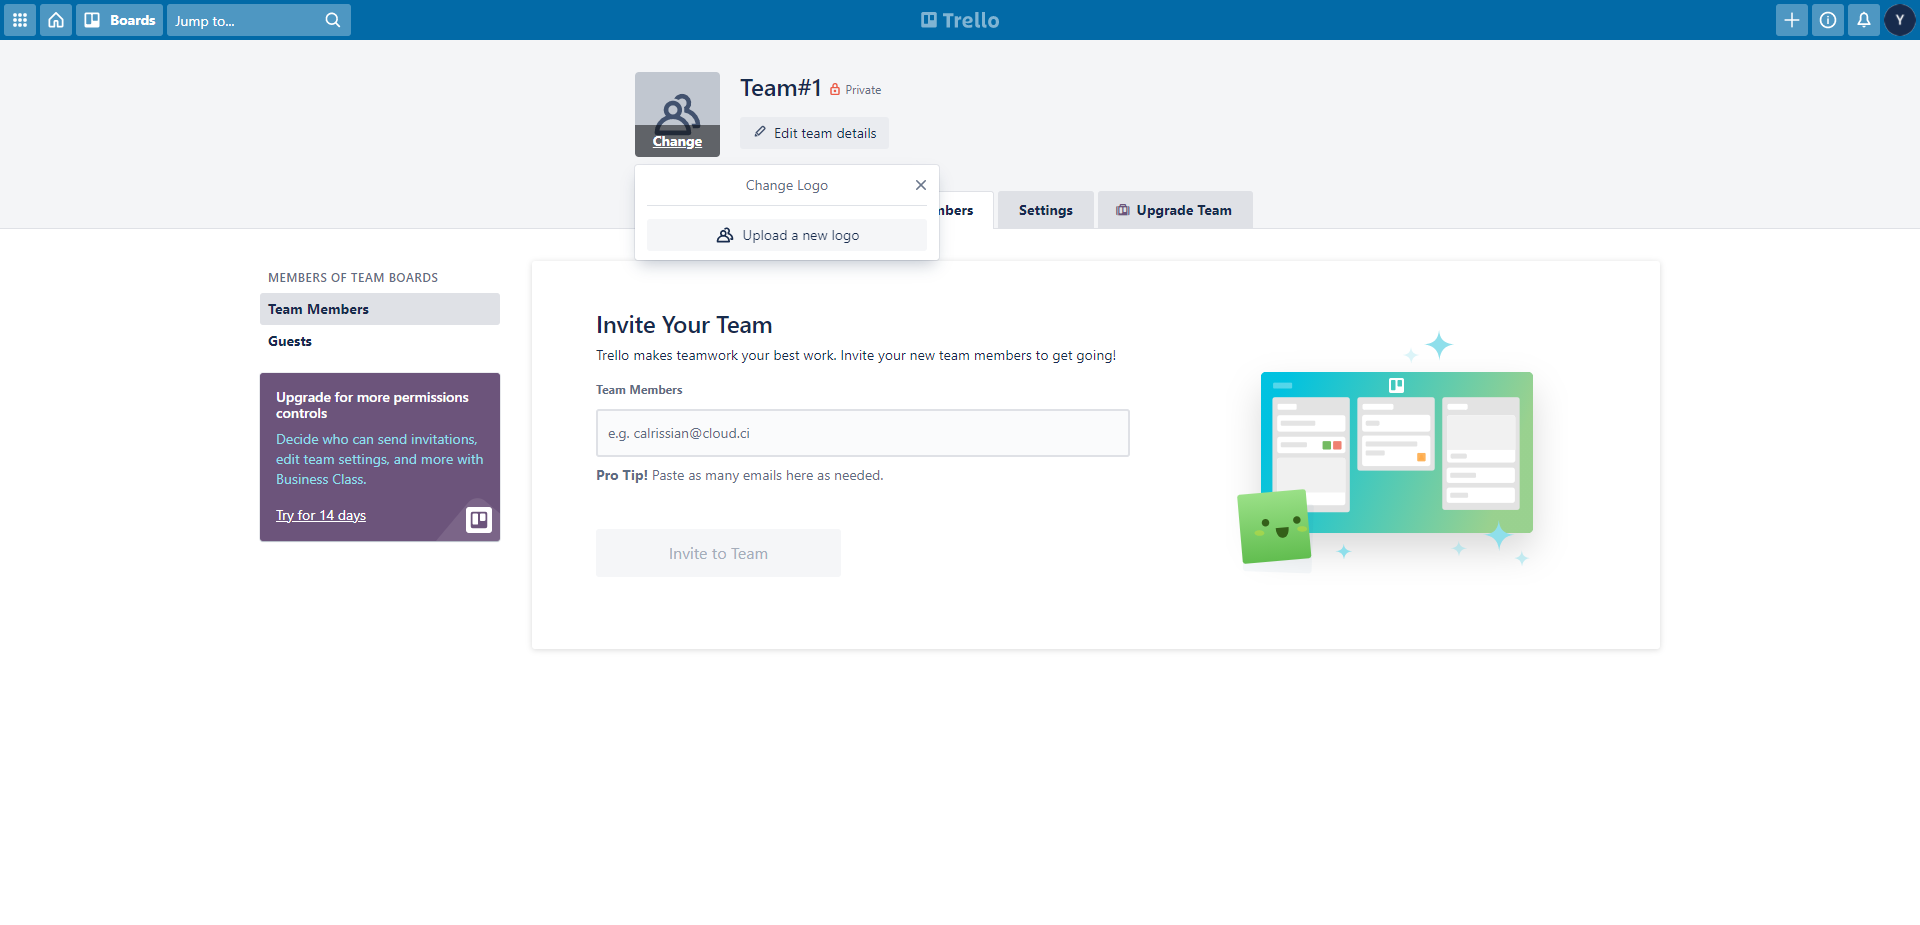 Boards
Jump to...
Trello
Y
Team#1
Private
Change
Edit team details
Change Logo
Upload a new logo
mbers
Settings
Upgrade Team
MEMBERS OF TEAM BOARDS
Team Members
Guests
Upgrade for more permissions
controls
Decide who can send invitations,
edit team settings, and more with
Business Class.
Try for 14 days
Invite Your Team
Trello makes teamwork your best work. Invite your new team members to get going!
Team Members
e.g. calrissian@cloud.ci
Pro Tip! Paste as many emails here as needed.
Invite to Team